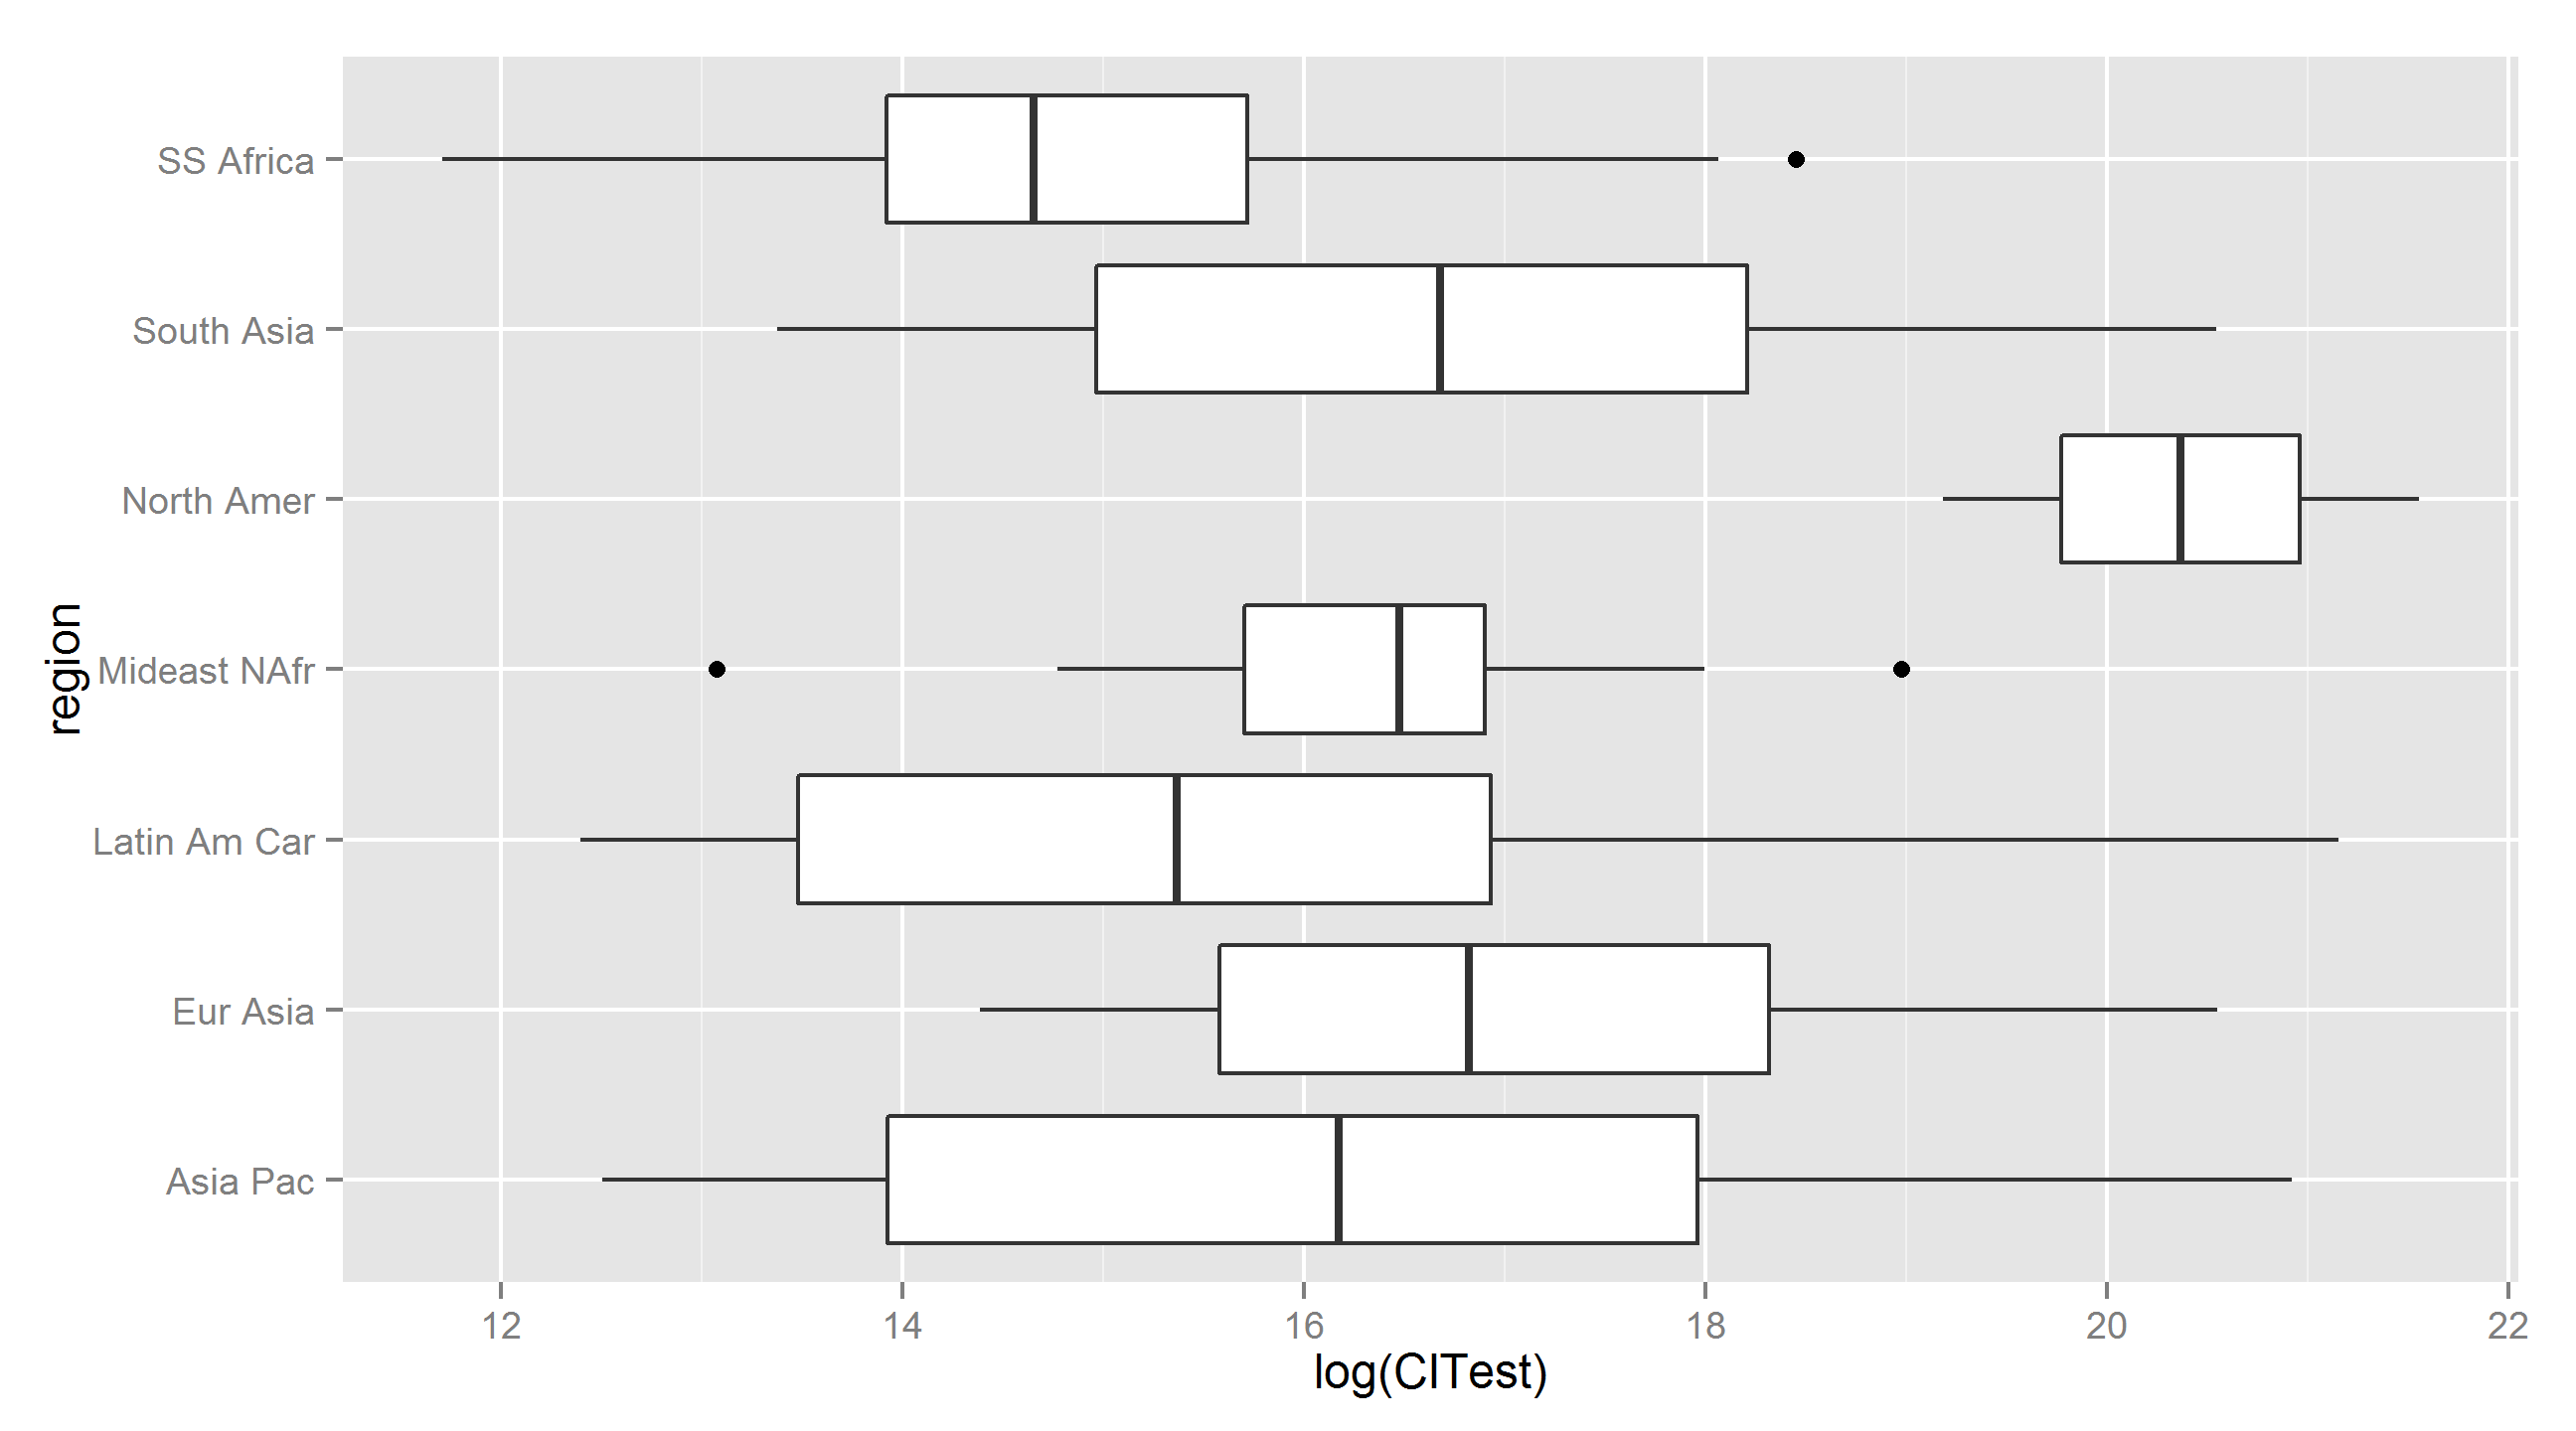 SS Africa
South Asia
North Amer
Mideast NAfr
Latin Am Car
Eur Asia
Asia Pac
region
12 14 16 18 20 22
log(CITest)